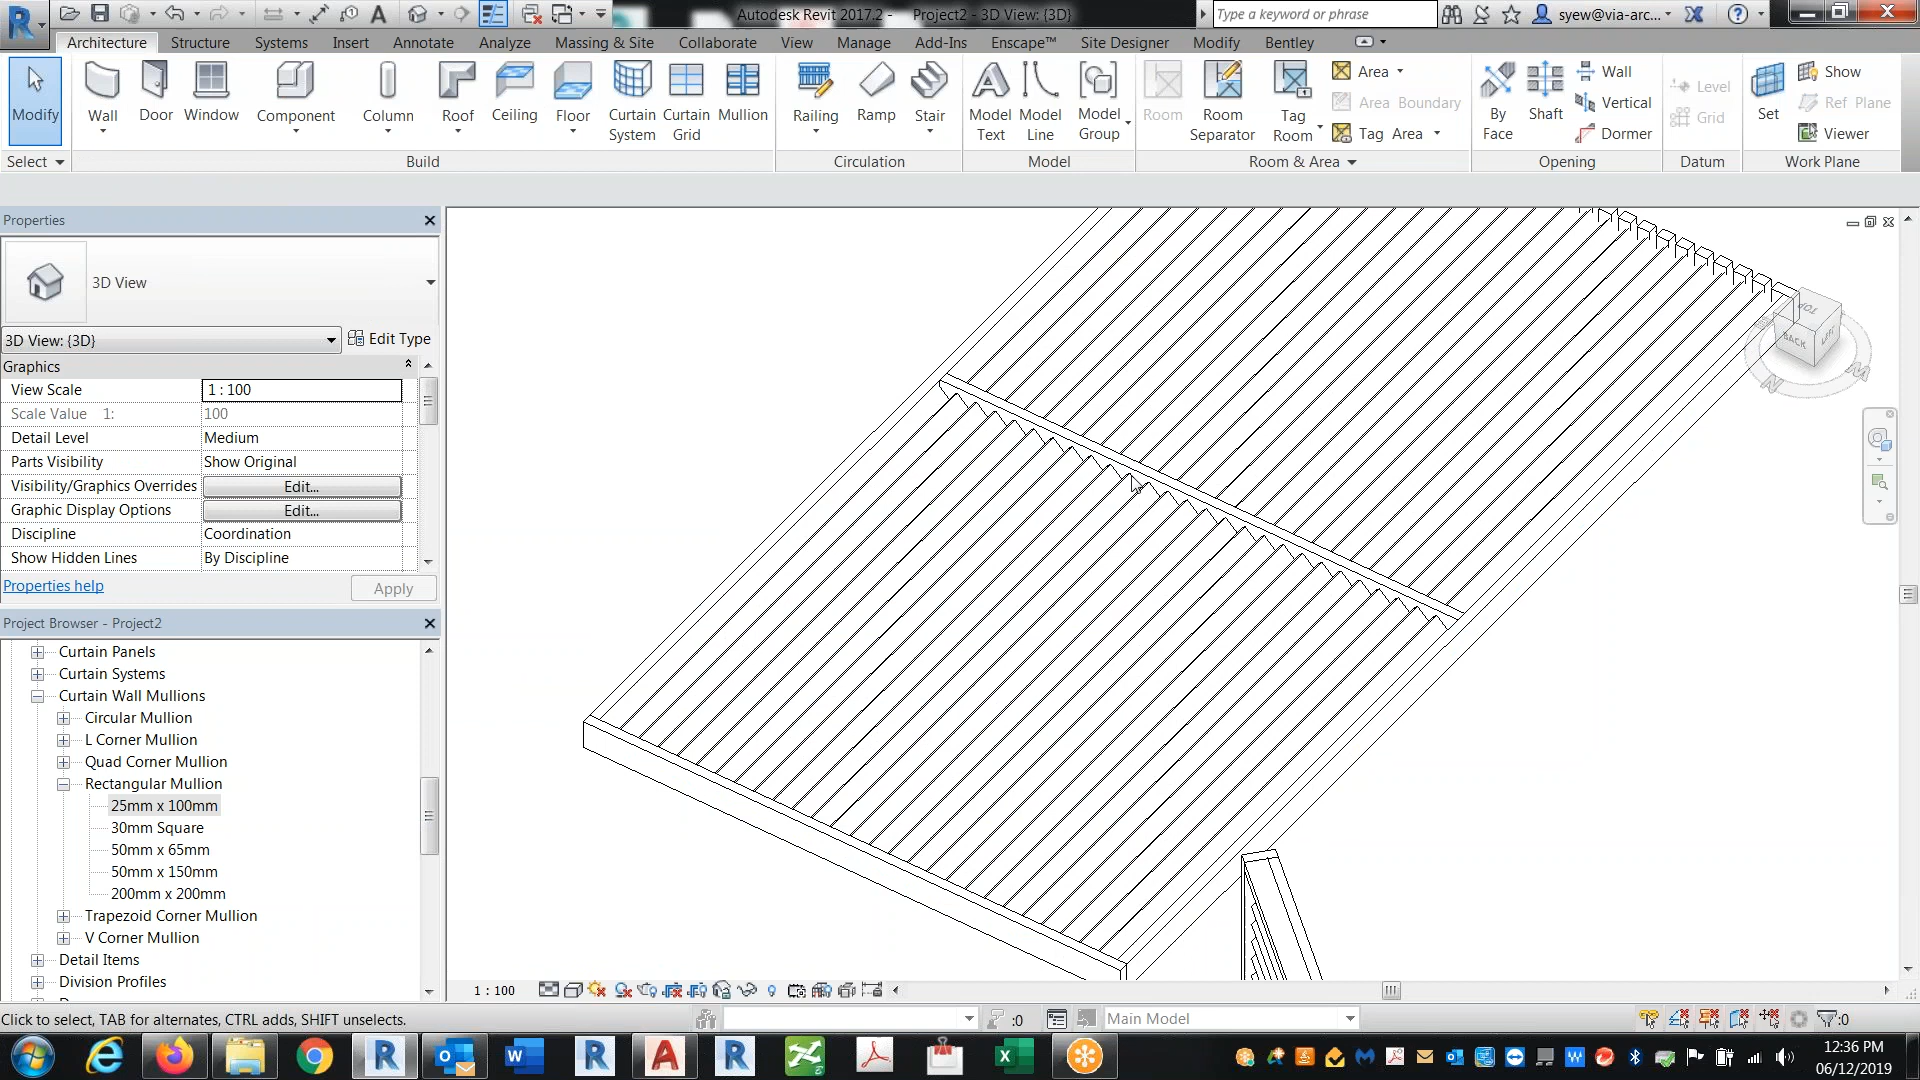 Autodesk Revit 2017.2 - Project2 - 3D View: {3D}
Type a keyword or phrase
syew@via-arc...
Architecture Structure Systems Insert Annotate Analyze Massing & Site Collaborate View Manage Add-Ins Enscape™ Site Designer Modify Bentley
Modify
Wall
Door
Window
Component
Column
Roof
Ceiling
Floor
Curtain System
Curtain Grid
Mullion
Railing
Ramp
Stair
Model Text
Model Line
Model Group
Room
Room Separator
Tag Room
Area
Area Boundary
Tag Area
By Face
Shaft
Wall
Vertical
Dormer
Level
Grid
Set
Show
Ref Plane
Viewer
Select
Build
Circulation
Model
Room & Area
Opening
Datum
Work Plane
Properties
3D View
3D View: {3D}
Edit Type
Graphics
View Scale 1 : 100
Scale Value 1: 100
Detail Level Medium
Parts Visibility Show Original
Visibility/Graphics Overrides Edit...
Graphic Display Options Edit...
Discipline Coordination
Show Hidden Lines By Discipline
Properties help
Apply
Project Browser - Project2
Curtain Panels
Curtain Systems
Curtain Wall Mullions
Circular Mullion
L Corner Mullion
Quad Corner Mullion
Rectangular Mullion
25mm x 100mm
30mm Square
50mm x 65mm
50mm x 150mm
200mm x 200mm
Trapezoid Corner Mullion
V Corner Mullion
Detail Items
Division Profiles
TOP
BACK
LEFT
N
W
1 : 100
Click to select, TAB for alternates, CTRL adds, SHIFT unselects.
:0
Main Model
:0
12:36 PM
06/12/2019